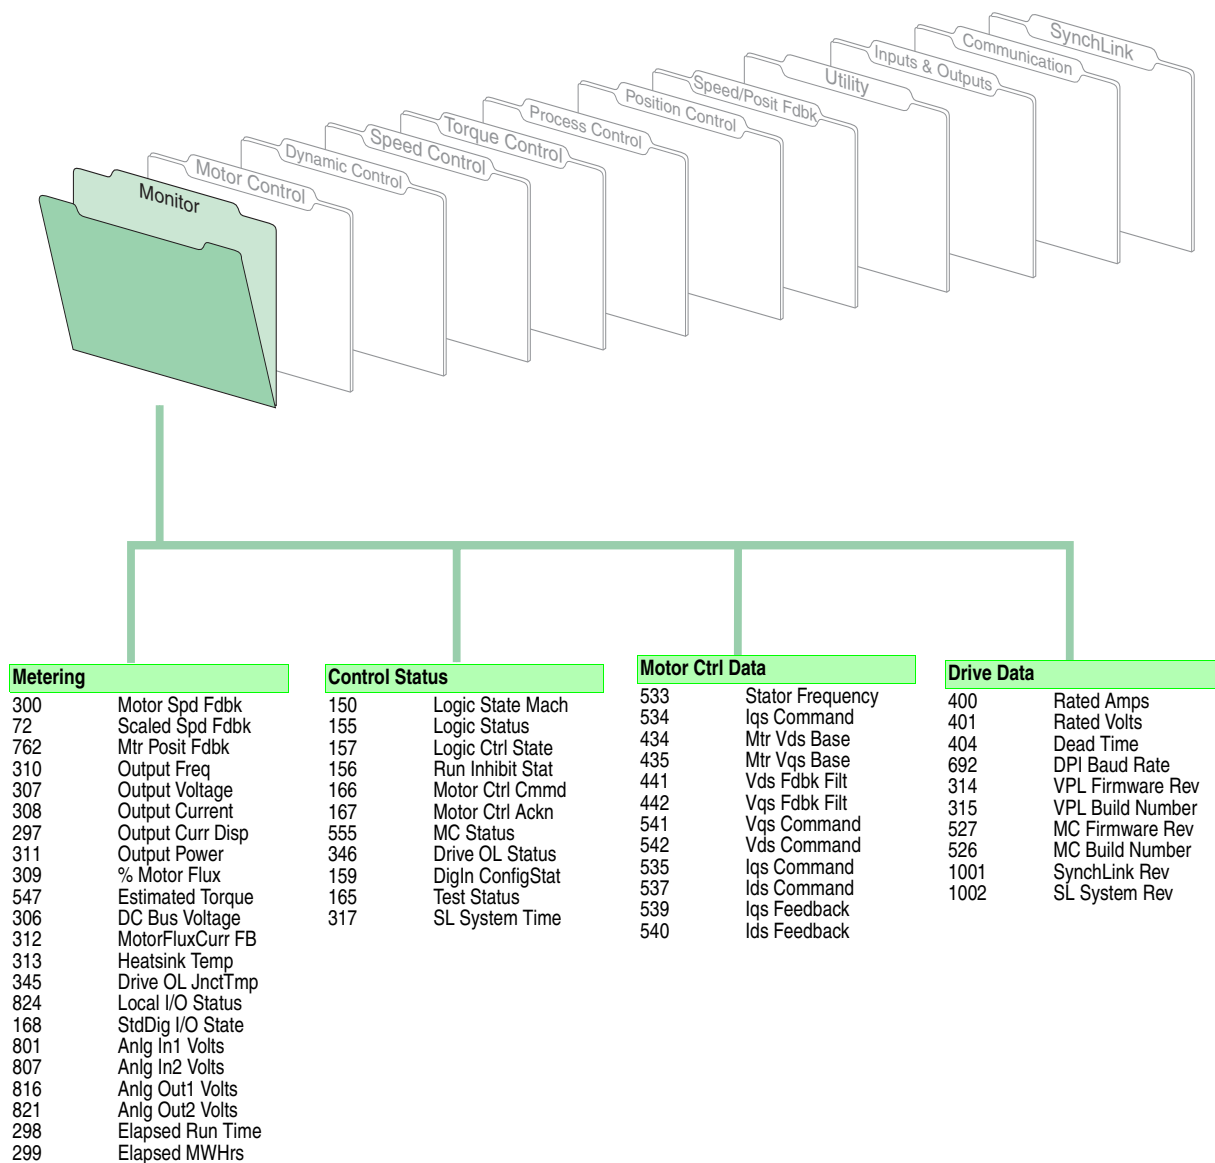 SynchLink
Communication
Inputs & Outputs
Utility
Speed/Posit Fdbk
Position Control
Process Control
Torque Control
Speed Control
Dynamic Control
Motor Control
Monitor
Metering
300 Motor Spd Fdbk
72 Scaled Spd Fdbk
762 Mtr Posit Fdbk
310 Output Freq
307 Output Voltage
308 Output Current
297 Output Curr Disp
311 Output Power
309 % Motor Flux
547 Estimated Torque
306 DC Bus Voltage
312 MotorFluxCurr FB
313 Heatsink Temp
345 Drive OL JnctTmp
824 Local I/O Status
168 StdDig I/O State
801 Anlg In1 Volts
807 Anlg In2 Volts
816 Anlg Out1 Volts
821 Anlg Out2 Volts
298 Elapsed Run Time
299 Elapsed MWHrs
Control Status
150 Logic State Mach
155 Logic Status
157 Logic Ctrl State
156 Run Inhibit Stat
166 Motor Ctrl Cmmd
167 Motor Ctrl Ackn
555 MC Status
346 Drive OL Status
159 DigIn ConfigStat
165 Test Status
317 SL System Time
Motor Ctrl Data
533 Stator Frequency
534 Iqs Command
434 Mtr Vds Base
435 Mtr Vqs Base
441 Vds Fdbk Filt
442 Vqs Fdbk Filt
541 Vqs Command
542 Vds Command
535 Iqs Command
537 Ids Command
539 Iqs Feedback
540 Ids Feedback
Drive Data
400 Rated Amps
401 Rated Volts
404 Dead Time
692 DPI Baud Rate
314 VPL Firmware Rev
315 VPL Build Number
527 MC Firmware Rev
526 MC Build Number
1001 SynchLink Rev
1002 SL System Rev